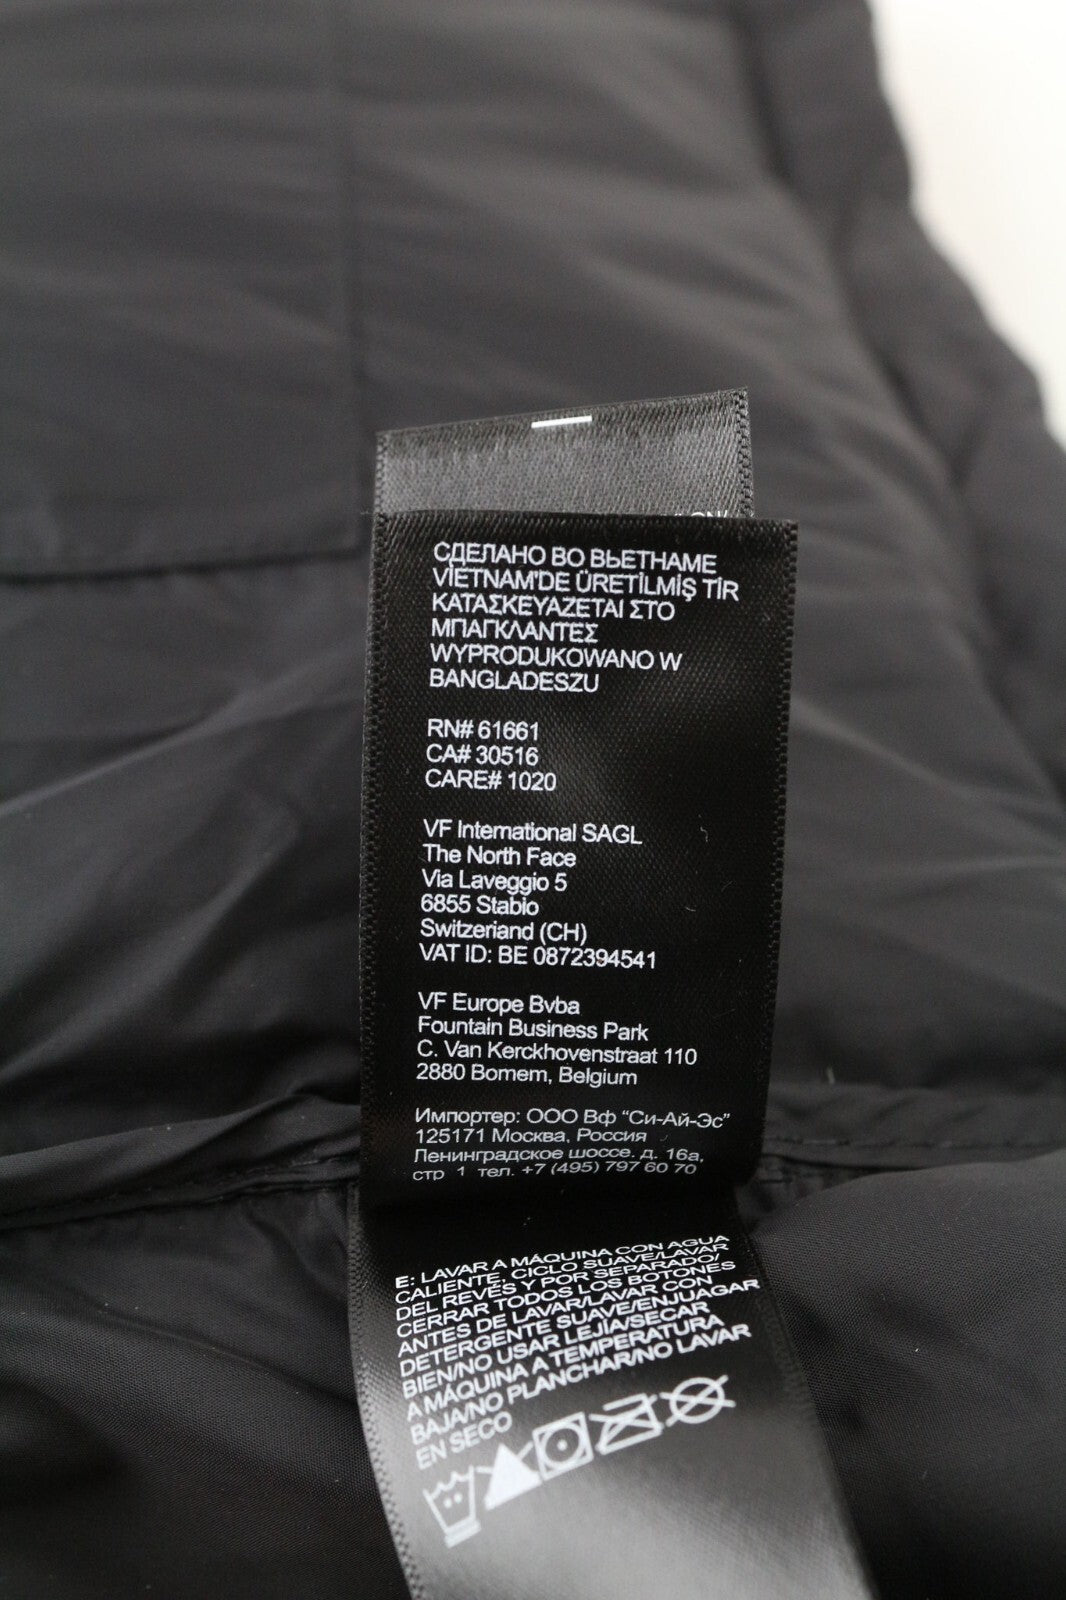 СДЕЛАНО ВО ВЬЕТНАМЕ
VİETNAM'DE ÜRETİLMİŞ TİR
ΚΑΤΑΣΚΕΥΑΖΕΤΑΙ ΣΤΟ
ΜΠΑΓΚΛΑΝΤΕΣ
WYPRODUKOWANO W
BANGLADESZU
RN# 61661
CA# 30516
CARE# 1020
VF International SAGL
The North Face
Via Laveggio 5
6855 Stabio
Switzerland (CH)
VAT ID: BE 0872394541
VF Europe Bvba
Fountain Business Park
C. Van Kerckhovenstraat 110
2880 Bornem, Belgium
Импортер: ООО Вф "Си-Ай-Эс"
125171 Москва, Россия
Ленинградское шоссе. д. 16а,
стр 1 тел. +7 (495) 797 60 70
E: LAVAR A MÁQUINA CON AGUA
CALIENTE, CICLO SUAVE/LAVAR
DEL REVÉS Y POR SEPARADO/
CERRAR TODOS LOS BOTONES
ANTES DE LAVAR/LAVAR CON
DETERGENTE SUAVE/ENJUAGAR
BIEN/NO USAR LEJÍA/SECAR
A MÁQUINA A TEMPERATURA
BAJA/NO PLANCHAR/NO LAVAR
EN SECO